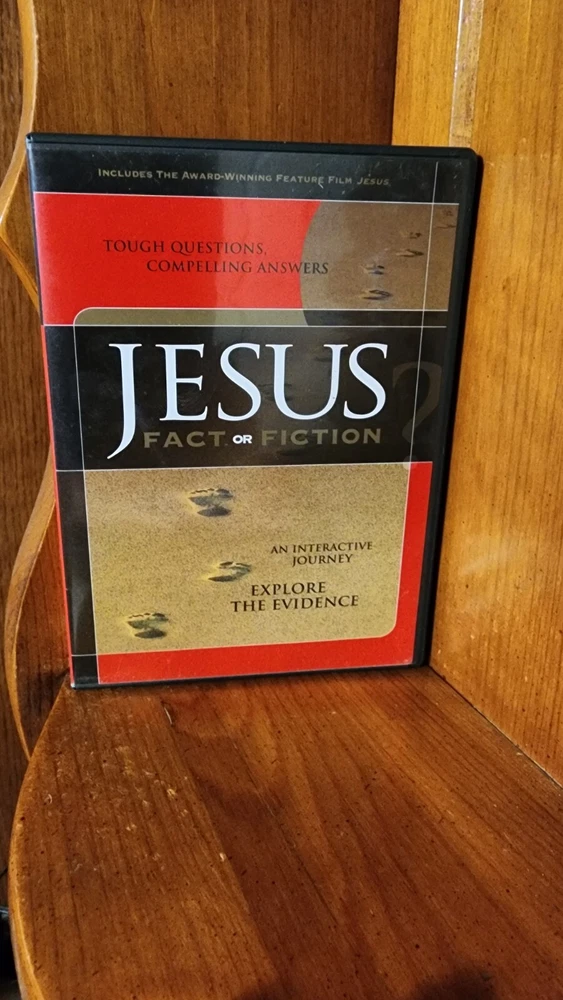 INCLUDES THE AWARD-WINNING FEATURE FILM JESUS
TOUGH QUESTIONS,
COMPELLING ANSWERS
JESUS
FACT OR FICTION ?
AN INTERACTIVE
JOURNEY
EXPLORE
THE EVIDENCE